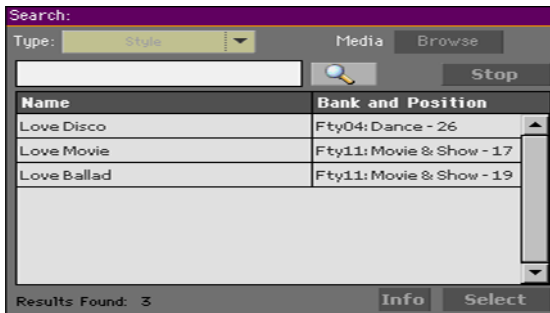 Search:
Type: Style Media Browse
Stop
Name Bank and Position
Love Disco Fty04: Dance - 26
Love Movie Fty11: Movie & Show - 17
Love Ballad Fty11: Movie & Show - 19
Results Found: 3 Info Select